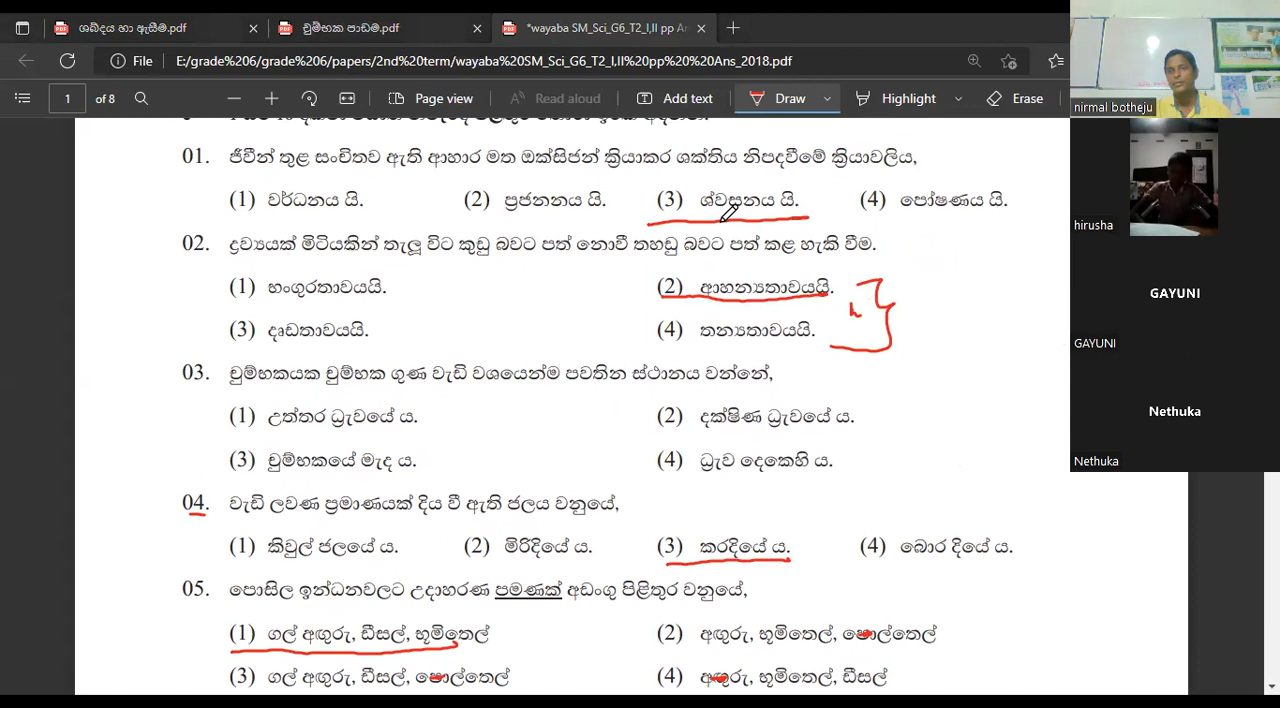 ශබ්දය හා ඇසීම.pdf
චුම්භක පාඩම.pdf
*wayaba SM_Sci_G6_T2_I,II pp An
File E:/grade%206/grade%206/papers/2nd%20term/wayaba%20SM_Sci_G6_T2_I,II%20pp%20%20Ans_2018.pdf
1 of 8 Page view Read aloud Add text Draw Highlight Erase
01. ජීවීන් තුළ සංචිතව ඇති ආහාර මත ඔක්සිජන් ක්‍රියාකර ශක්තිය නිපදවීමේ ක්‍රියාවලිය,
(1) වර්ධනය යි. (2) ප්‍රජනනය යි. (3) ශ්වසනය යි. (4) පෝෂණය යි.
02. ද්‍රව්‍යයක් මිටියකින් තැලූ විට කුඩු බවට පත් නොවී තහඩු බවට පත් කළ හැකි වීම.
(1) භංගුරතාවයයි. (2) ආහන්‍යතාවයයි.
(3) දෘඩතාවයයි. (4) තන්‍යතාවයයි.
03. චුම්භකයක චුම්භක ගුණ වැඩි වශයෙන්ම පවතින ස්ථානය වන්නේ,
(1) උත්තර ධ්‍රැවයේ ය. (2) දක්ෂිණ ධ්‍රැවයේ ය.
(3) චුම්භකයේ මැද ය. (4) ධ්‍රැව දෙකෙහි ය.
04. වැඩි ලවණ ප්‍රමාණයක් දිය වී ඇති ජලය වනුයේ,
(1) කිවුල් ජලයේ ය. (2) මිරිදියේ ය. (3) කරදියේ ය. (4) බොර දියේ ය.
05. පොසිල ඉන්ධනවලට උදාහරණ පමණක් අඩංගු පිළිතුර වනුයේ,
(1) ගල් අඟුරු, ඩීසල්, භූමිතෙල් (2) අඟුරු, භූමිතෙල්, පොල්තෙල්
(3) ගල් අඟුරු, ඩීසල්, පොල්තෙල් (4) අඟුරු, භූමිතෙල්, ඩීසල්
nirmal botheju
hirusha
GAYUNI
GAYUNI
Nethuka
Nethuka